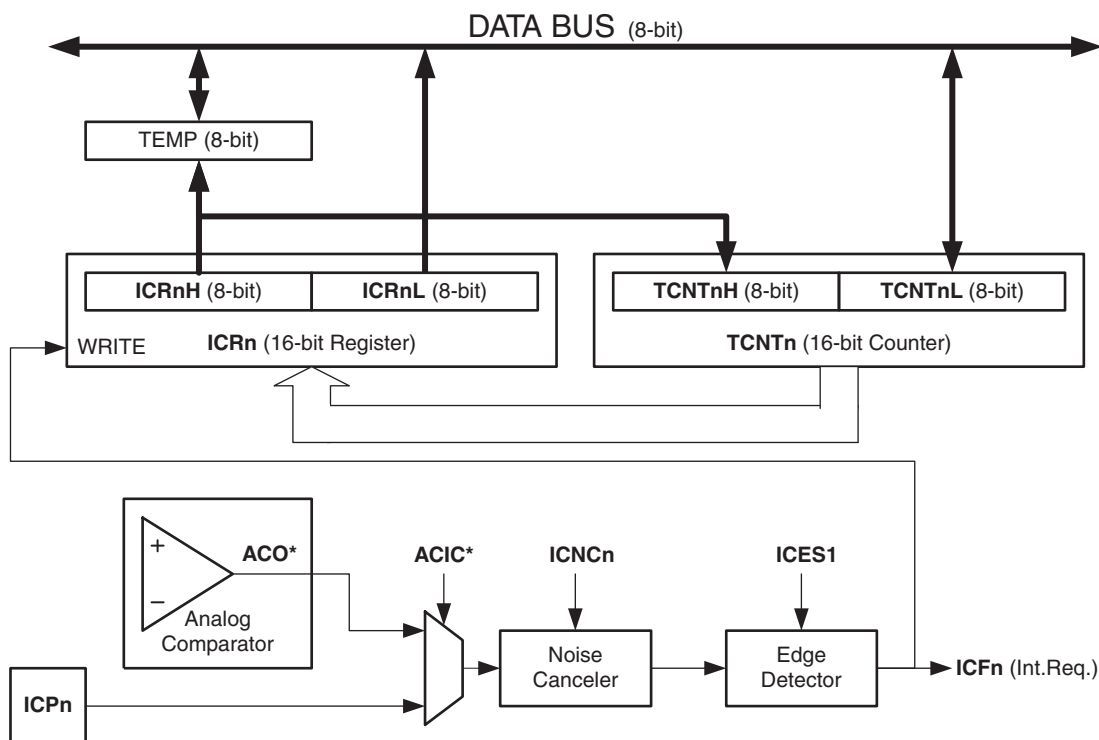 DATA BUS (8-bit)
TEMP (8-bit)
ICRnH (8-bit)
ICRnL (8-bit)
TCNTnH (8-bit)
TCNTnL (8-bit)
WRITE
ICRn (16-bit Register)
TCNTn (16-bit Counter)
+
−
ACO*
Analog
Comparator
ACIC*
ICNCn
ICES1
Noise
Canceler
Edge
Detector
ICFn (Int.Req.)
ICPn